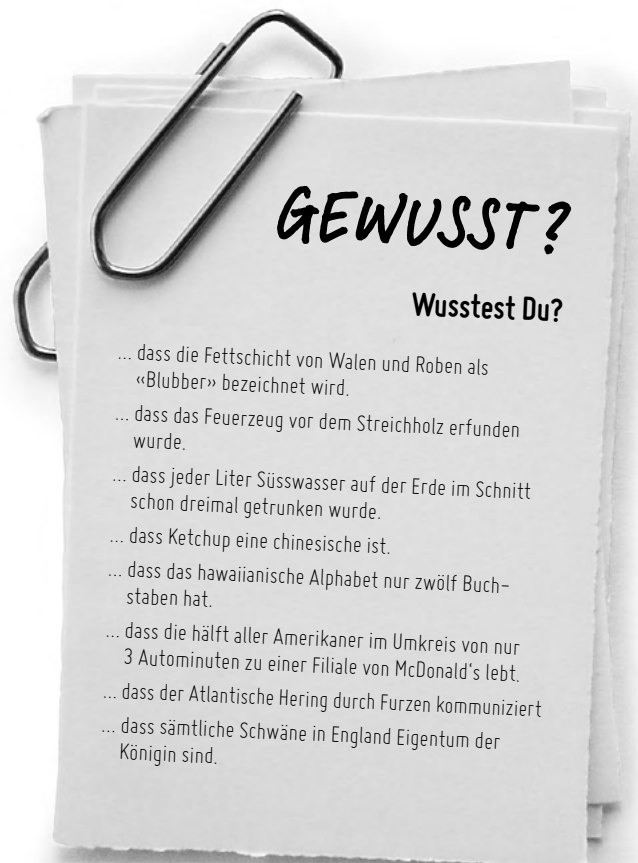 GEWUSST?
Wusstest Du?
... dass die Fettschicht von Walen und Roben als
«Blubber» bezeichnet wird.
... dass das Feuerzeug vor dem Streichholz erfunden
wurde.
... dass jeder Liter Süsswasser auf der Erde im Schnitt
schon dreimal getrunken wurde.
... dass Ketchup eine chinesische ist.
... dass das hawaiianische Alphabet nur zwölf Buch-
staben hat.
... dass die hälft aller Amerikaner im Umkreis von nur
3 Autominuten zu einer Filiale von McDonald‘s lebt.
... dass der Atlantische Hering durch Furzen kommuniziert
... dass sämtliche Schwäne in England Eigentum der
Königin sind.